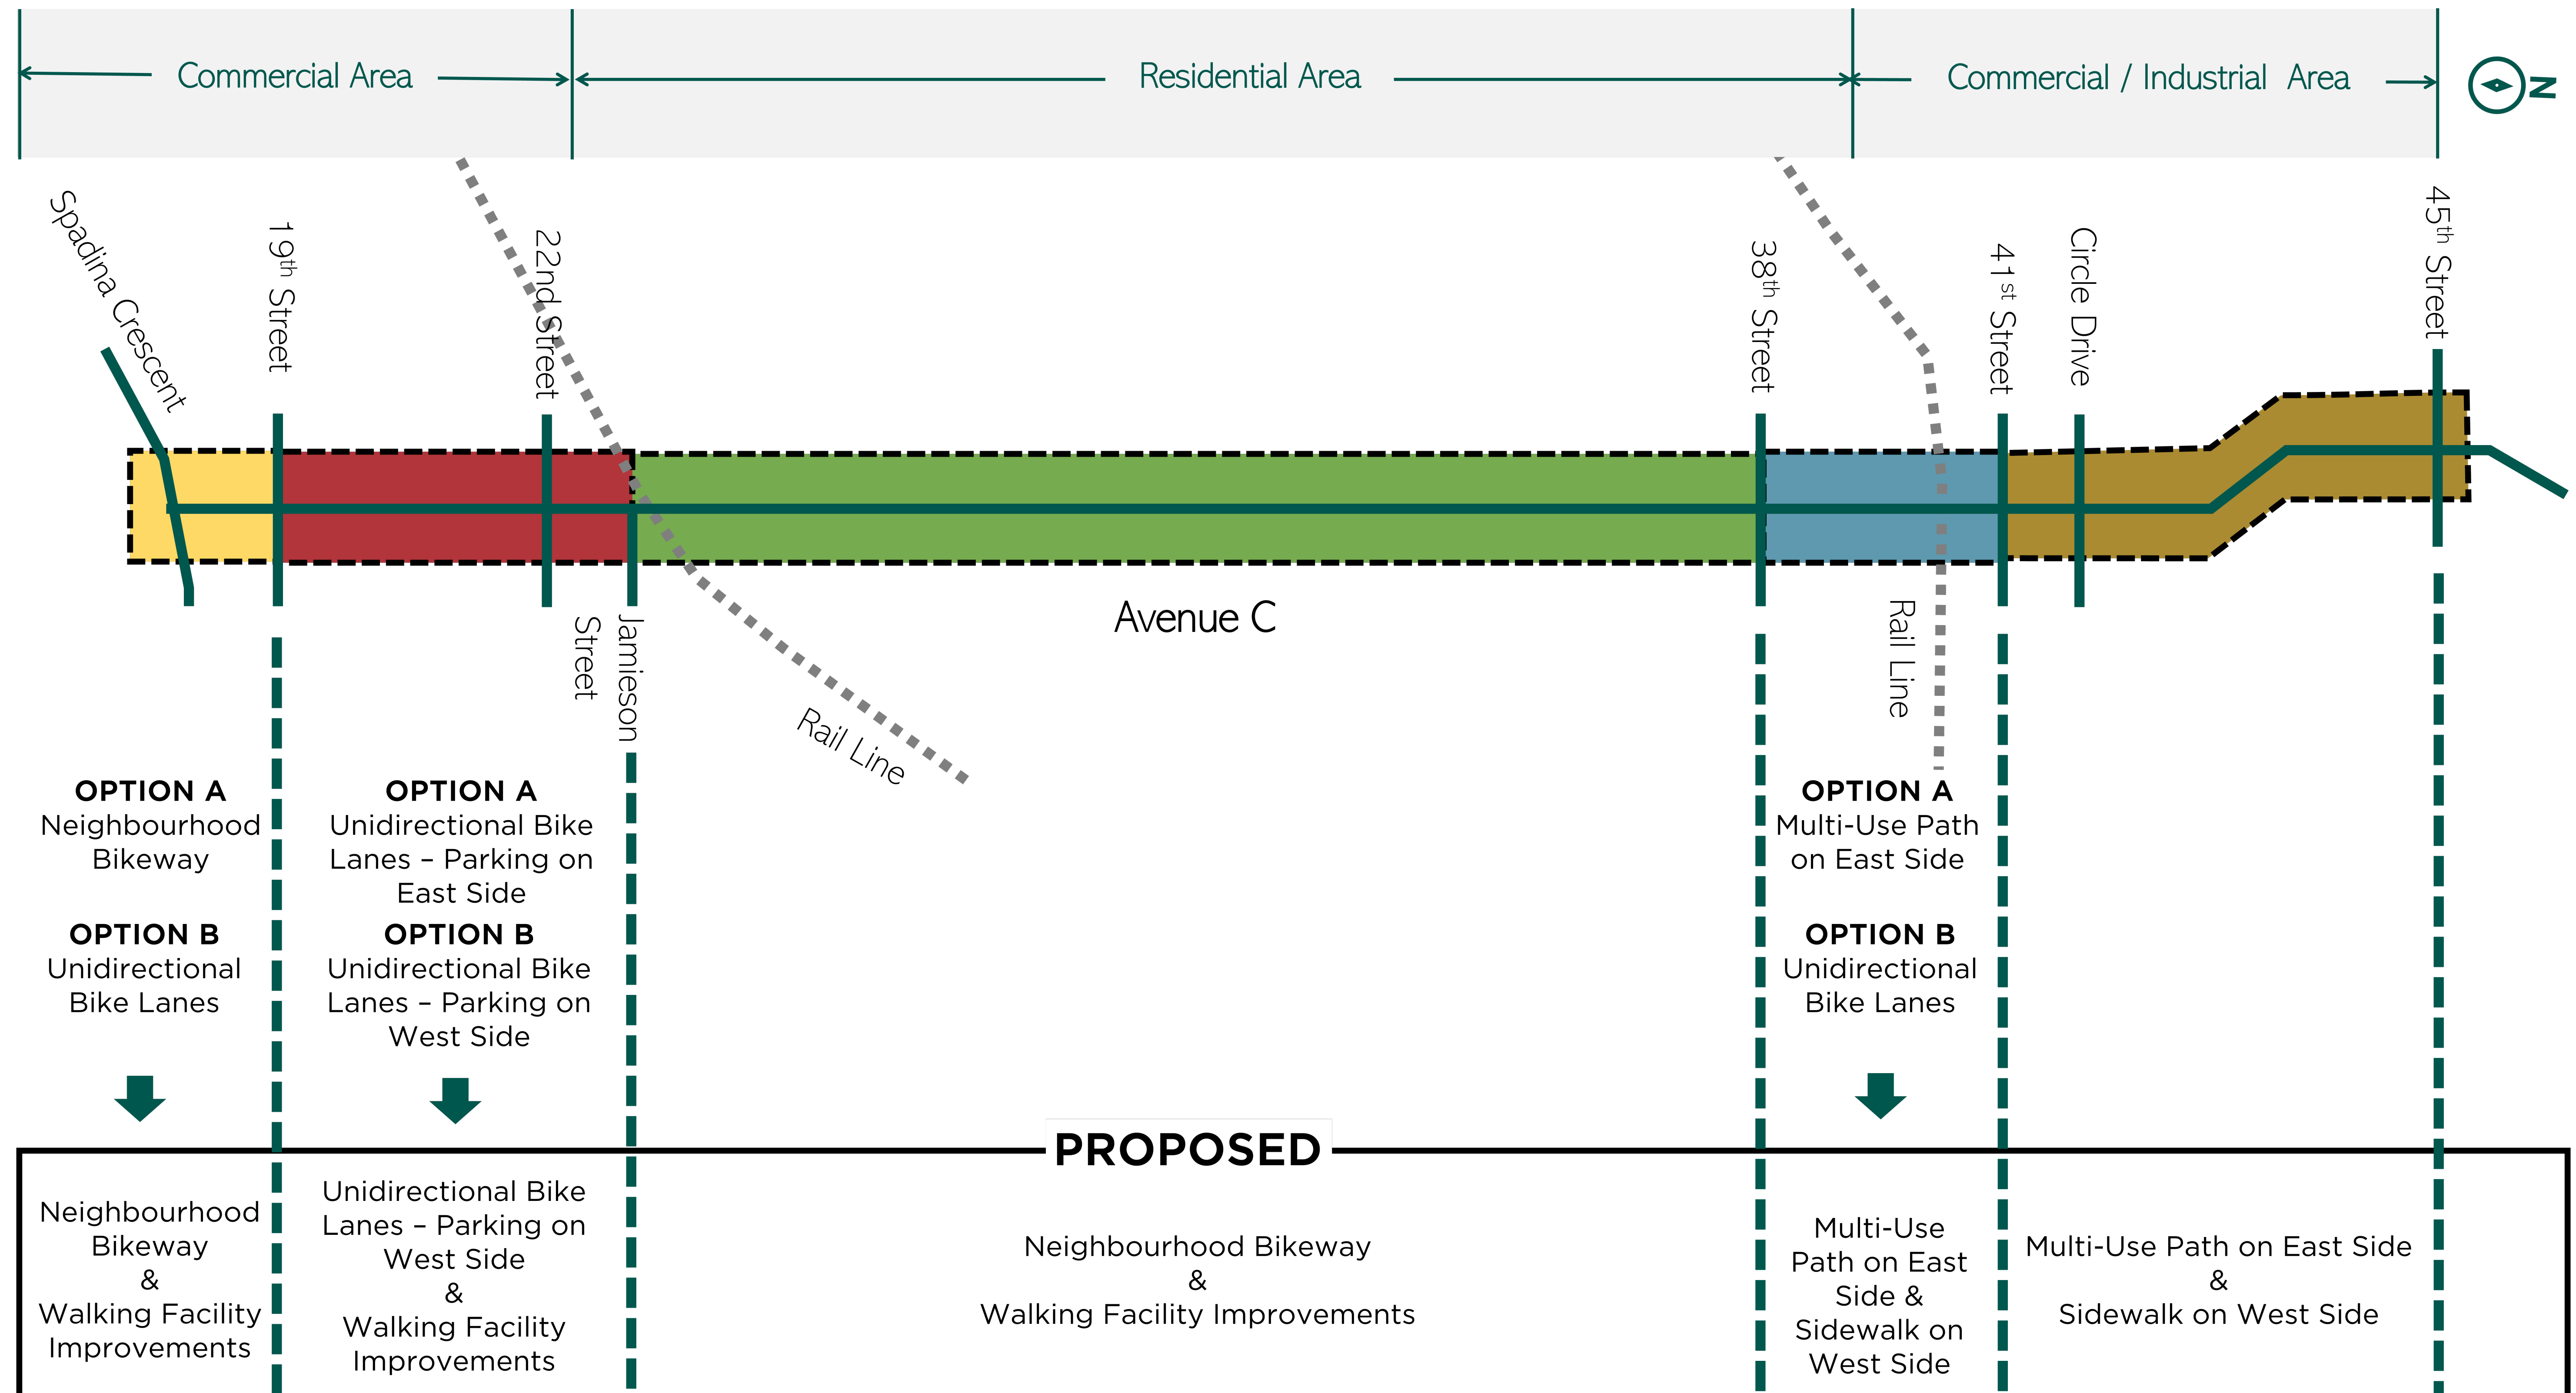 Commercial Area
Residential Area
Commercial / Industrial Area
N
Spadina Crescent
19th Street
22nd Street
38th Street
41st Street
Circle Drive
45th Street
Jamieson
Street
Avenue C
Rail Line
Rail Line
OPTION A
Neighbourhood
Bikeway
OPTION B
Unidirectional
Bike Lanes
OPTION A
Unidirectional Bike
Lanes – Parking on
East Side
OPTION B
Unidirectional Bike
Lanes – Parking on
West Side
OPTION A
Multi-Use Path
on East Side
OPTION B
Unidirectional
Bike Lanes
PROPOSED
Neighbourhood
Bikeway
&
Walking Facility
Improvements
Unidirectional Bike
Lanes – Parking on
West Side
&
Walking Facility
Improvements
Neighbourhood Bikeway
&
Walking Facility Improvements
Multi-Use
Path on East
Side &
Sidewalk on
West Side
Multi-Use Path on East Side
&
Sidewalk on West Side